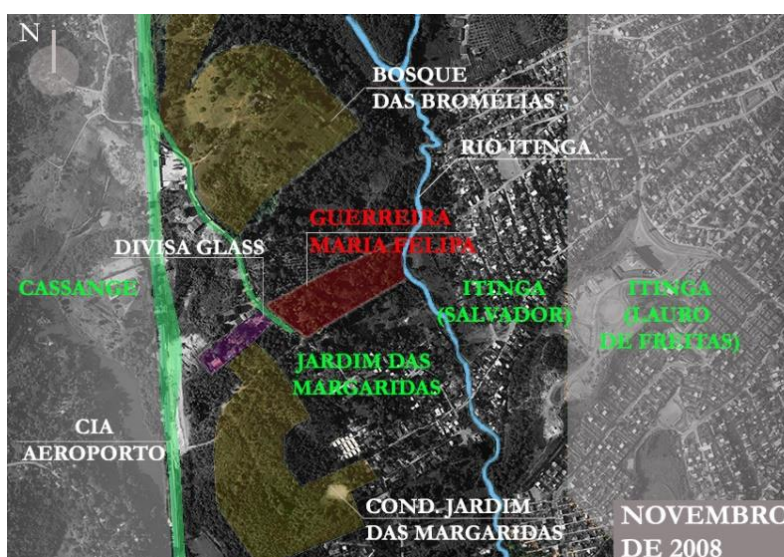 N
BOSQUE
DAS BROMELIAS
RIO ITINGA
GUERREIRA
MARIA FELIPA
DIVISA GLASS
CASSANGE
ITINGA
(SALVADOR)
ITINGA
(LAURO
DE FREITAS)
JARDIM DAS
MARGARIDAS
CIA
AEROPORTO
COND. JARDIM
DAS MARGARIDAS
NOVEMBRO
DE 2008